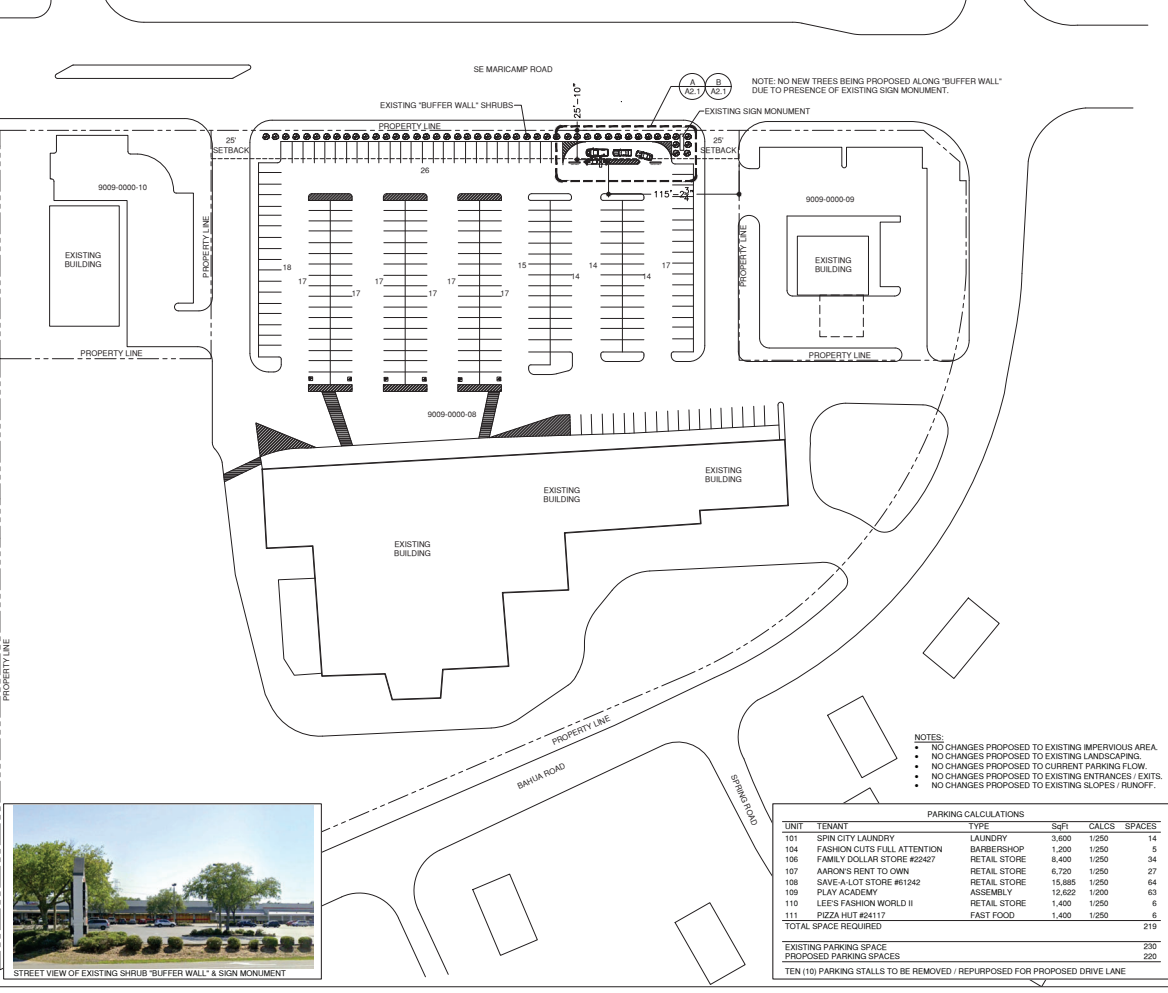 SE MARICAMP ROAD
25'-10"
A
A2.1
B
A2.1
NOTE: NO NEW TREES BEING PROPOSED ALONG "BUFFER WALL"
DUE TO PRESENCE OF EXISTING SIGN MONUMENT.
EXISTING "BUFFER WALL" SHRUBS
EXISTING SIGN MONUMENT
PROPERTY LINE
25'
SETBACK
25'
SETBACK
26
9009-0000-10
9009-0000-09
PROPERTY LINE
PROPERTY LINE
EXISTING
BUILDING
EXISTING
BUILDING
18
17
17
17
17
17
17
15
14
14
14
17
PROPERTY LINE
PROPERTY LINE
9009-0000-08
EXISTING
BUILDING
EXISTING
BUILDING
EXISTING
BUILDING
PROPERTY LINE
PROPERTY LINE
BAHUA ROAD
SPRING ROAD
NOTES:
• NO CHANGES PROPOSED TO EXISTING IMPERVIOUS AREA.
• NO CHANGES PROPOSED TO EXISTING LANDSCAPING.
• NO CHANGES PROPOSED TO CURRENT PARKING FLOW.
• NO CHANGES PROPOSED TO EXISTING ENTRANCES / EXITS.
• NO CHANGES PROPOSED TO EXISTING SLOPES / RUNOFF.
PARKING CALCULATIONS
UNIT TENANT TYPE SqFt CALCS SPACES
101 SPIN CITY LAUNDRY LAUNDRY 3,600 1/250 14
104 FASHION CUTS FULL ATTENTION BARBERSHOP 1,200 1/250 5
106 FAMILY DOLLAR STORE #22427 RETAIL STORE 8,400 1/250 34
107 AARON'S RENT TO OWN RETAIL STORE 6,720 1/250 27
108 SAVE-A-LOT STORE #61242 RETAIL STORE 15,885 1/250 64
109 PLAY ACADEMY ASSEMBLY 12,622 1/200 63
110 LEE'S FASHION WORLD II RETAIL STORE 1,400 1/250 6
111 PIZZA HUT #24117 FAST FOOD 1,400 1/250 6
TOTAL SPACE REQUIRED 219
EXISTING PARKING SPACE 230
PROPOSED PARKING SPACES 220
TEN (10) PARKING STALLS TO BE REMOVED / REPURPOSED FOR PROPOSED DRIVE LANE
STREET VIEW OF EXISTING SHRUB "BUFFER WALL" & SIGN MONUMENT